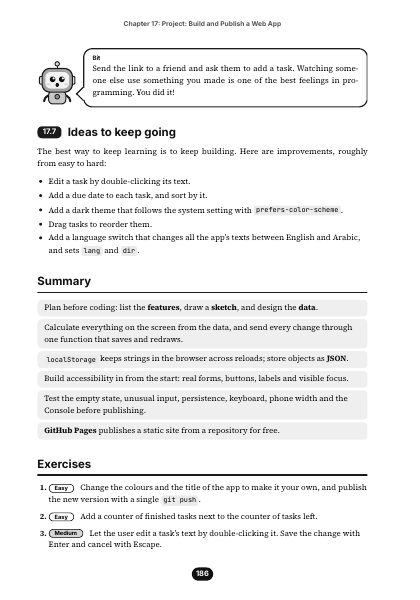 Chapter 17: Project: Build and Publish a Web App
Bit
Send the link to a friend and ask them to add a task. Watching some-
one else use something you made is one of the best feelings in pro-
gramming. You did it!
17.7 Ideas to keep going
The best way to keep learning is to keep building. Here are improvements, roughly
from easy to hard:
• Edit a task by double-clicking its text.
• Add a due date to each task, and sort by it.
• Add a dark theme that follows the system setting with prefers-color-scheme.
• Drag tasks to reorder them.
• Add a language switch that changes all the app's texts between English and Arabic,
and sets lang and dir.
Summary
Plan before coding: list the features, draw a sketch, and design the data.
Calculate everything on the screen from the data, and send every change through
one function that saves and redraws.
localStorage keeps strings in the browser across reloads; store objects as JSON.
Build accessibility in from the start: real forms, buttons, labels and visible focus.
Test the empty state, unusual input, persistence, keyboard, phone width and the
Console before publishing.
GitHub Pages publishes a static site from a repository for free.
Exercises
1. Easy Change the colours and the title of the app to make it your own, and publish
the new version with a single git push.
2. Easy Add a counter of finished tasks next to the counter of tasks left.
3. Medium Let the user edit a task's text by double-clicking it. Save the change with
Enter and cancel with Escape.
186